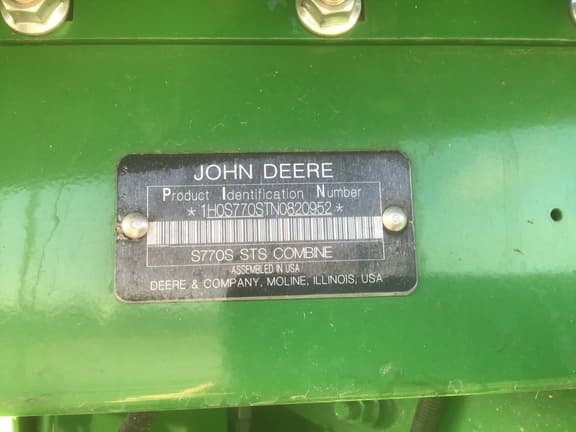 JOHN DEERE
Product Identification Number
*1H0S770STN0820952*
S770S STS COMBINE
ASSEMBLED IN USA
DEERE & COMPANY, MOLINE, ILLINOIS, USA